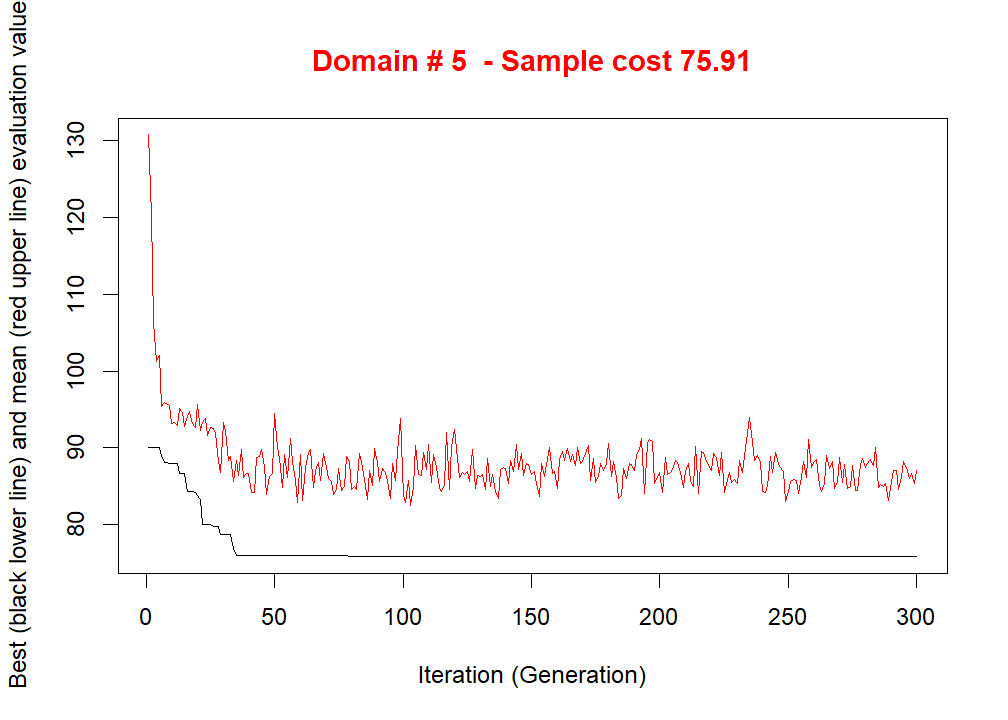 Domain # 5  - Sample cost 75.91
Best (black lower line) and mean (red upper line) evaluation value
130
120
110
100
90
80
0 50 100 150 200 250 300
Iteration (Generation)